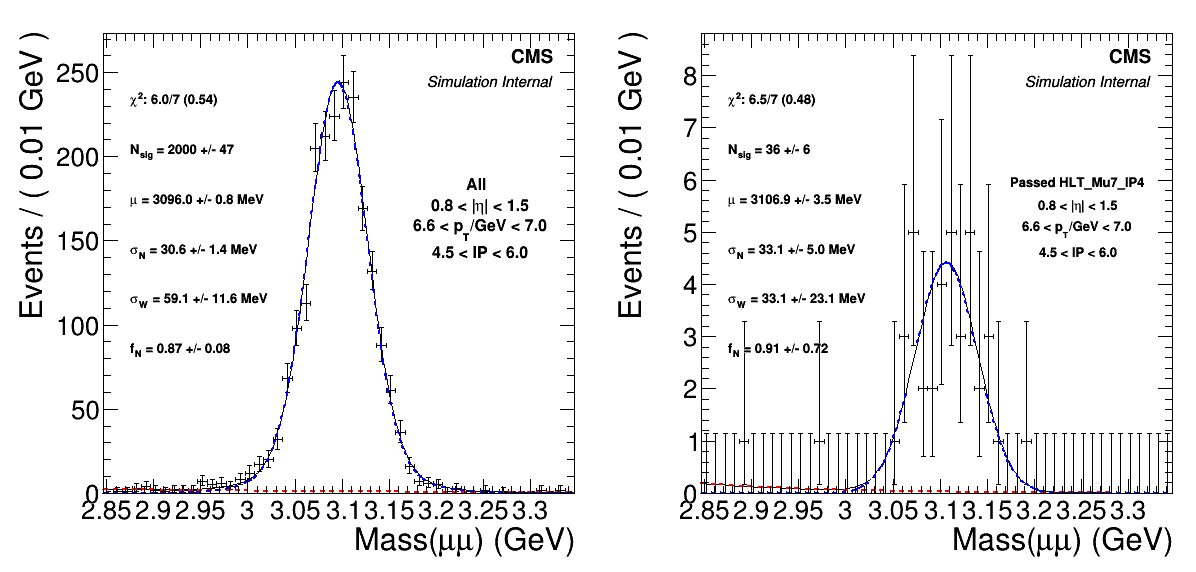 CMS
Simulation Internal
χ²: 6.0/7 (0.54)
N_sig = 2000 +/- 47
μ = 3096.0 +/- 0.8 MeV
σ_N = 30.6 +/- 1.4 MeV
σ_W = 59.1 +/- 11.6 MeV
f_N = 0.87 +/- 0.08
All
0.8 < |η| < 1.5
6.6 < p_T/GeV < 7.0
4.5 < IP < 6.0
Events / ( 0.01 GeV )
250
200
150
100
50
0
2.85 2.9 2.95 3 3.05 3.1 3.15 3.2 3.25 3.3
Mass(μμ) (GeV)
CMS
Simulation Internal
χ²: 6.5/7 (0.48)
N_sig = 36 +/- 6
μ = 3106.9 +/- 3.5 MeV
σ_N = 33.1 +/- 5.0 MeV
σ_W = 33.1 +/- 23.1 MeV
f_N = 0.91 +/- 0.72
Passed HLT_Mu7_IP4
0.8 < |η| < 1.5
6.6 < p_T/GeV < 7.0
4.5 < IP < 6.0
Events / ( 0.01 GeV )
8
7
6
5
4
3
2
1
0
2.85 2.9 2.95 3 3.05 3.1 3.15 3.2 3.25 3.3
Mass(μμ) (GeV)